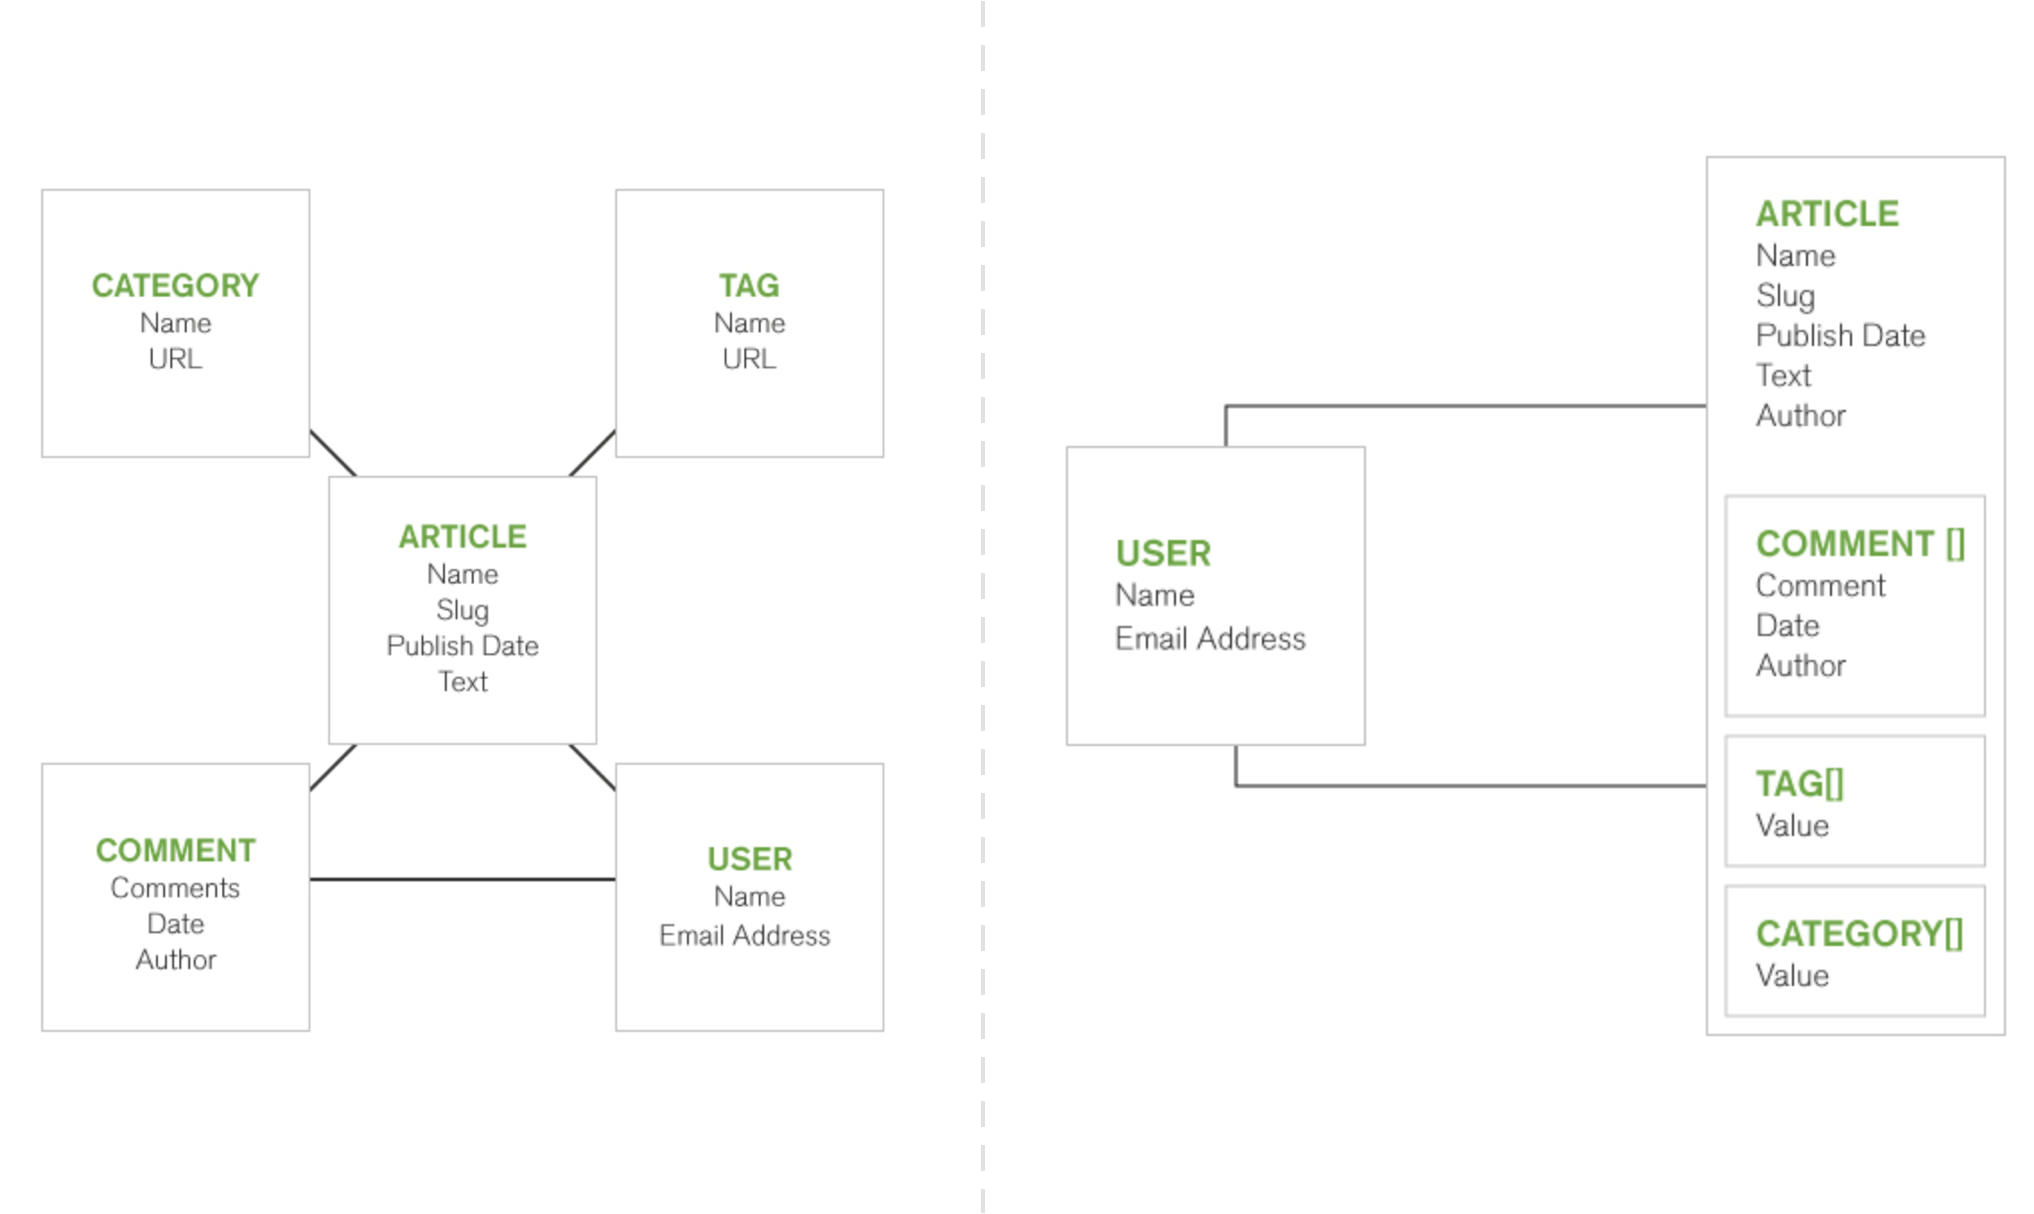 CATEGORY
Name
URL
TAG
Name
URL
ARTICLE
Name
Slug
Publish Date
Text
COMMENT
Comments
Date
Author
USER
Name
Email Address
USER
Name
Email Address
ARTICLE
Name
Slug
Publish Date
Text
Author
COMMENT []
Comment
Date
Author
TAG[]
Value
CATEGORY[]
Value